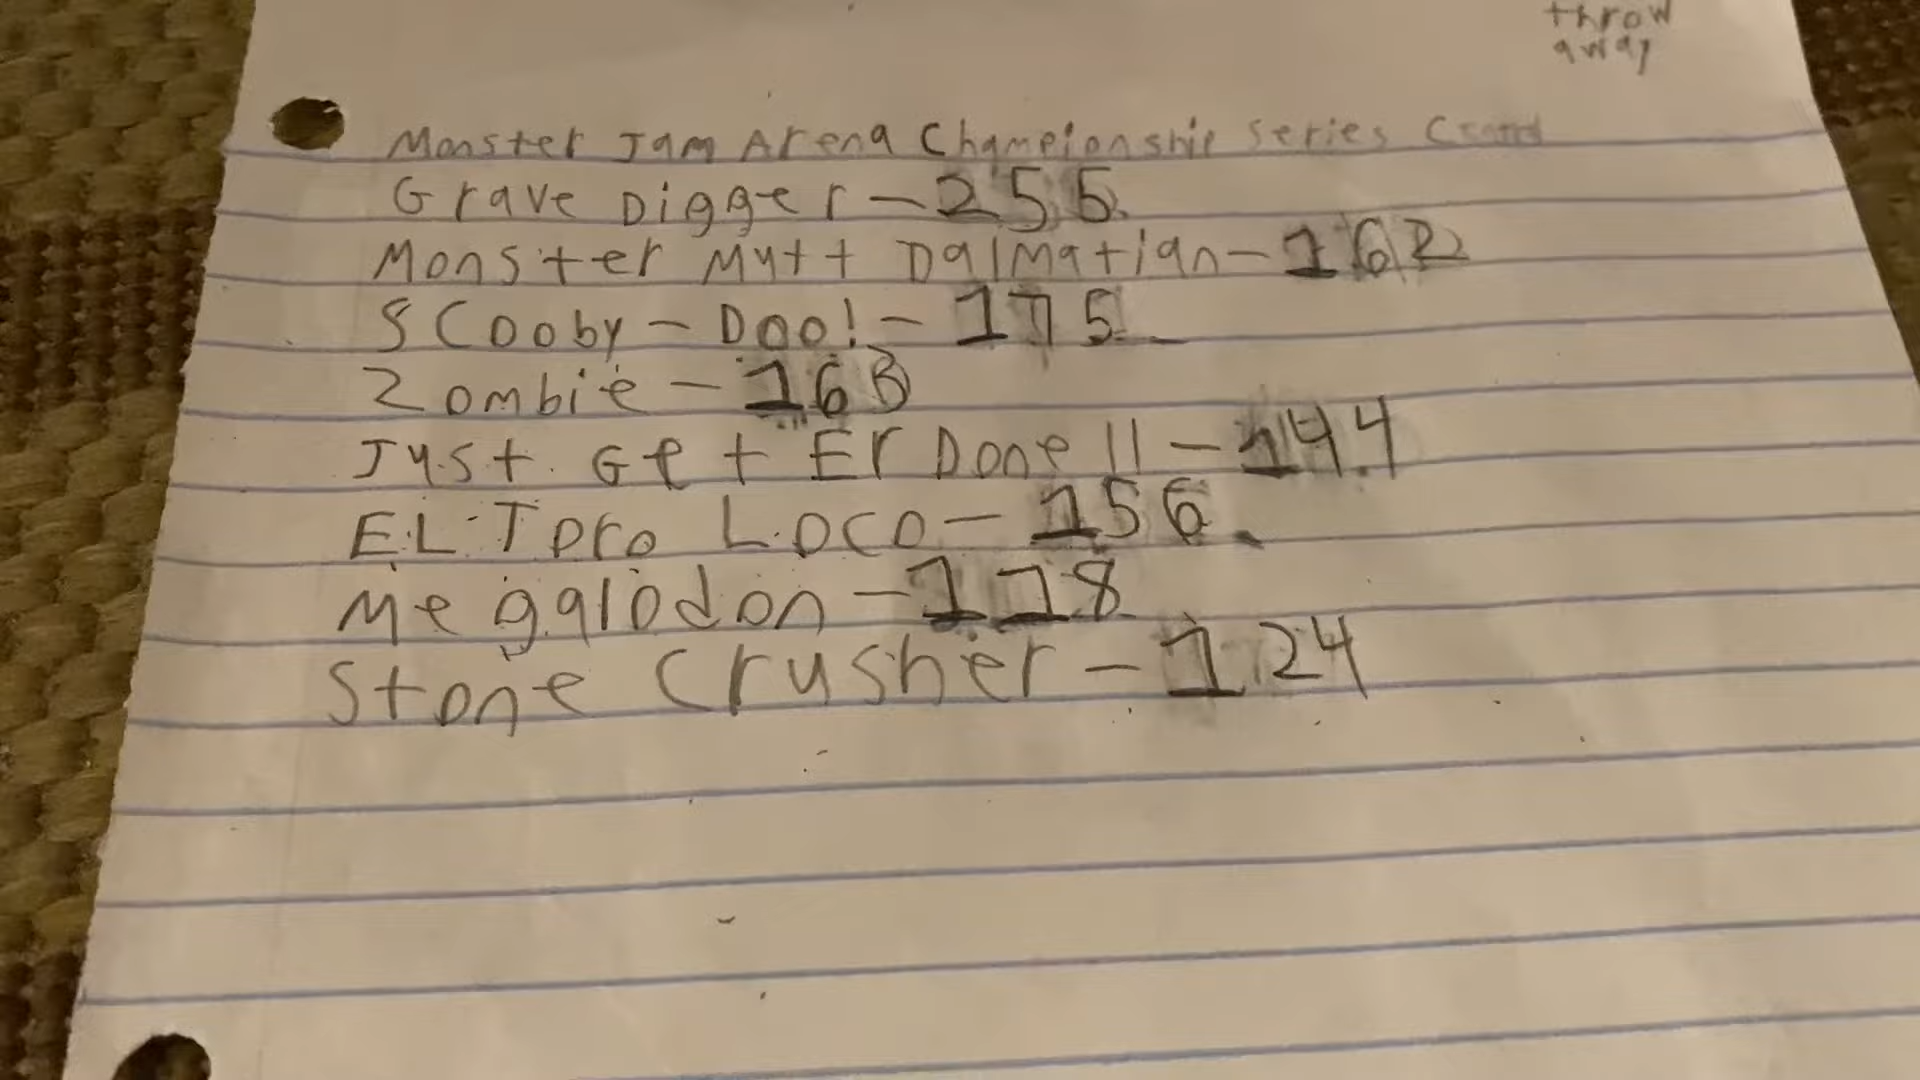 throw
away
Monster Jam Arena Championship Series
Grave Digger-255
Monster Mutt Dalmatian-162
Scooby-Doo!-175
Zombie-163
Just Get Er Done!!-144
EL Toro Loco-156
Megalodon-118
Stone Crusher-124